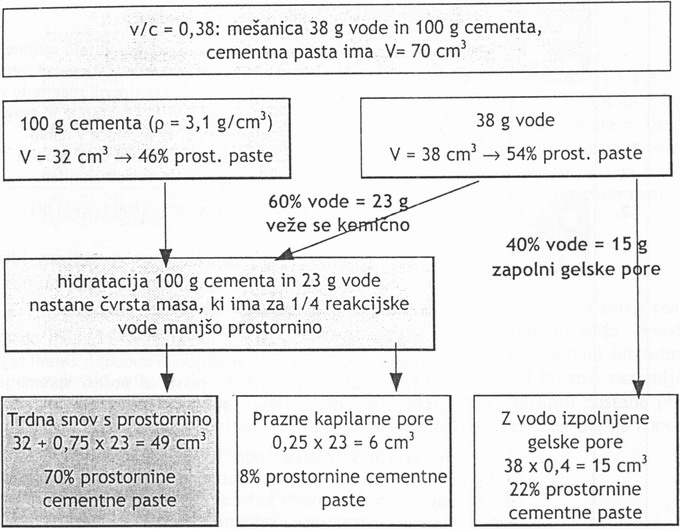 v/c = 0,38: mešanica 38 g vode in 100 g cementa,
cementna pasta ima V= 70 cm³
100 g cementa (ρ = 3,1 g/cm³)
V = 32 cm³ → 46% prost. paste
38 g vode
V = 38 cm³ → 54% prost. paste
60% vode = 23 g
veže se kemično
40% vode = 15 g
zapolni gelske pore
hidratacija 100 g cementa in 23 g vode
nastane čvrsta masa, ki ima za 1/4 reakcijske
vode manjšo prostornino
Trdna snov s prostornino
32 + 0,75 x 23 = 49 cm³
70% prostornine
cementne paste
Prazne kapilarne pore
0,25 x 23 = 6 cm³
8% prostornine cementne
paste
Z vodo izpolnjene
gelske pore
38 x 0,4 = 15 cm³
22% prostornine
cementne paste